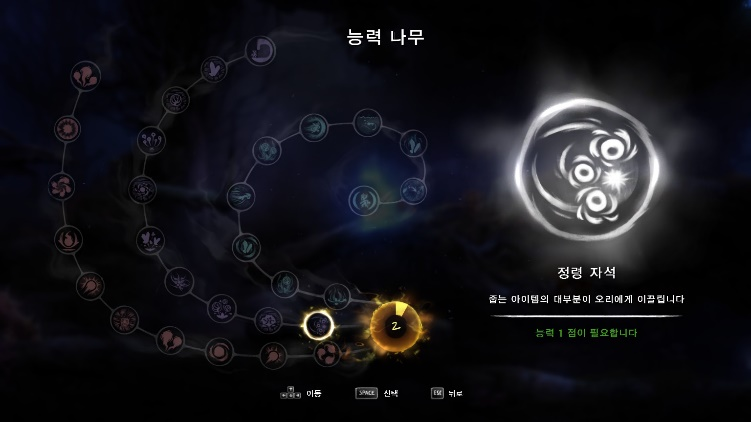 능력 나무
정령 자석
줍는 아이템의 대부분이 오리에게 이끌립니다
능력 1 점이 필요합니다
2
이동
SPACE 선택
ESC 뒤로